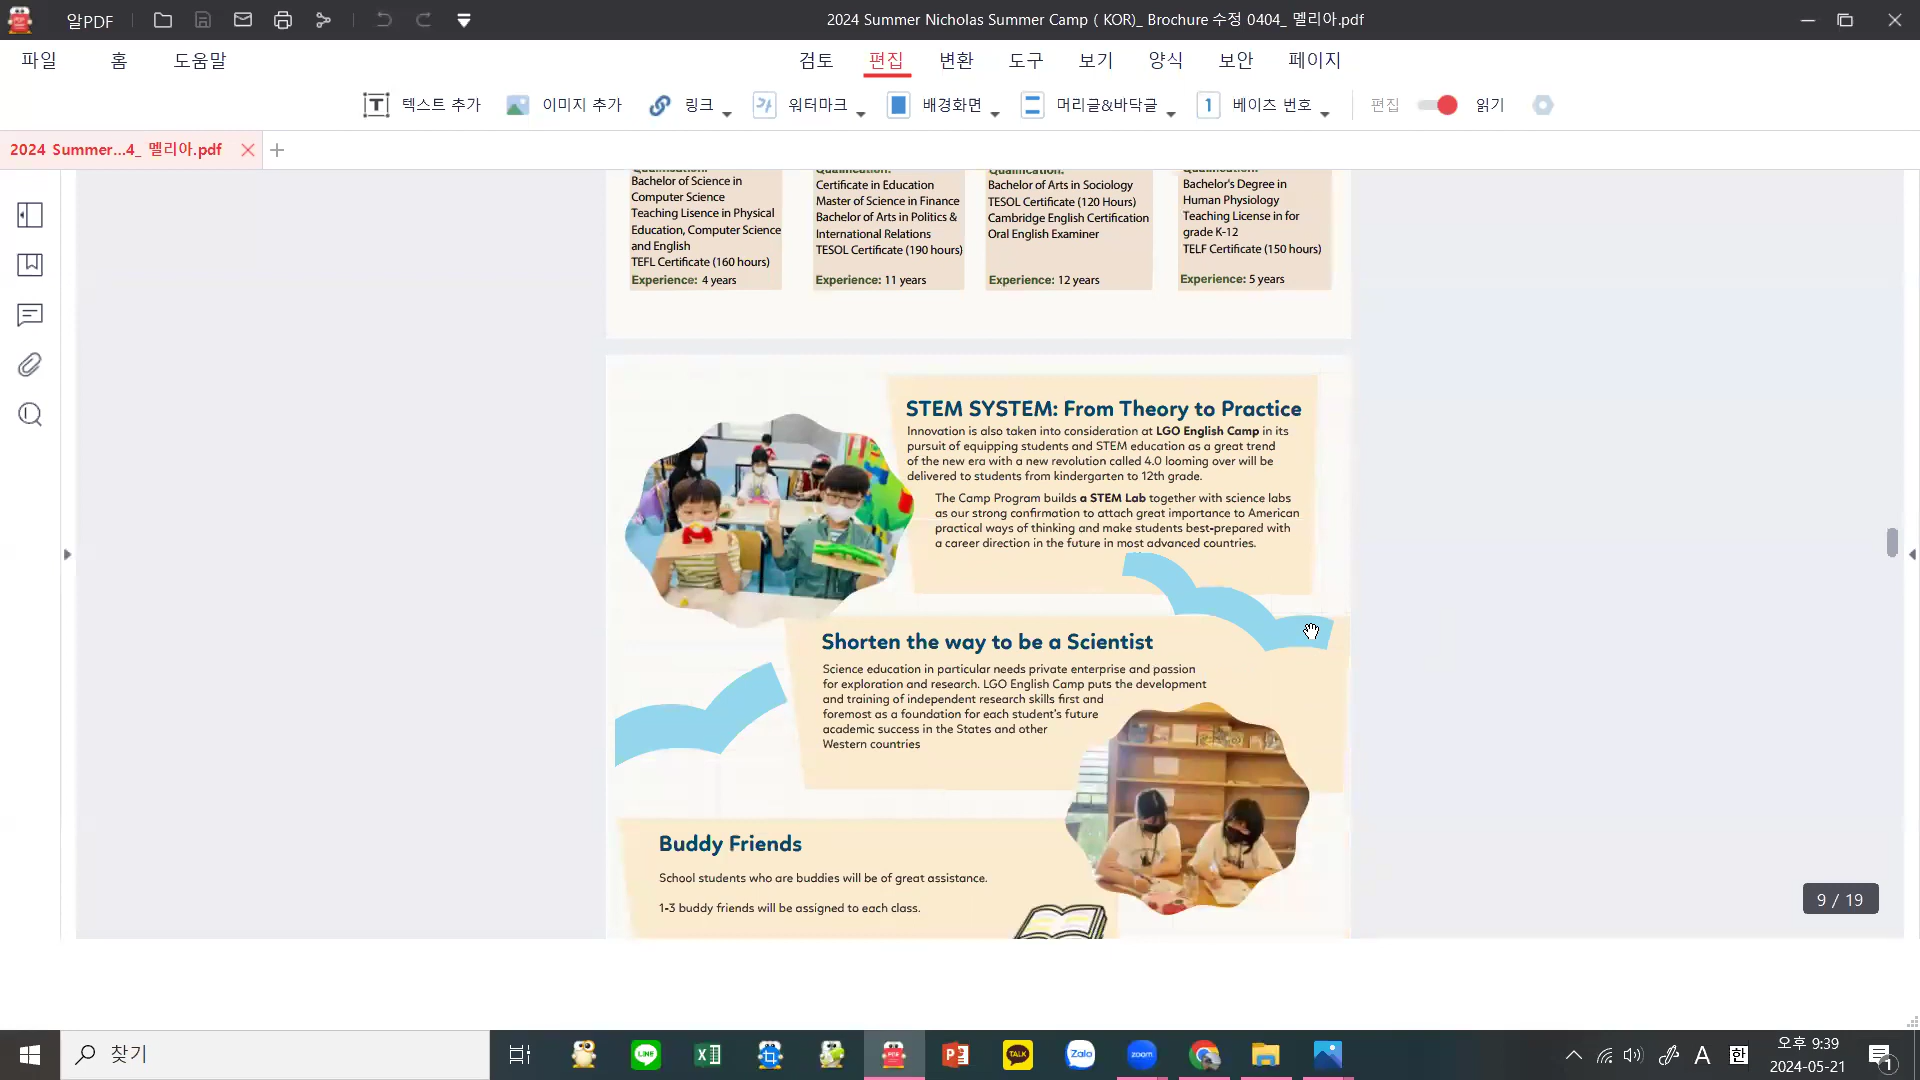 알PDF
2024 Summer Nicholas Summer Camp ( KOR)_ Brochure 수정 0404_ 멜리아.pdf
파일 홈 도움말 검토 편집 변환 도구 보기 양식 보안 페이지
텍스트 추가 이미지 추가 링크 워터마크 배경화면 머리글&바닥글 베이츠 번호 편집 읽기
2024 Summer...4_ 멜리아.pdf
Qualification:
Bachelor of Science in
Computer Science
Teaching Lisence in Physical
Education, Computer Science
and English
TEFL Certificate (160 hours)
Experience: 4 years
Qualification:
Certificate in Education
Master of Science in Finance
Bachelor of Arts in Politics &
International Relations
TESOL Certificate (190 hours)
Experience: 11 years
Qualification:
Bachelor of Arts in Sociology
TESOL Certificate (120 Hours)
Cambridge English Certification
Oral English Examiner
Experience: 12 years
Qualification:
Bachelor's Degree in
Human Physiology
Teaching License in for
grade K-12
TELF Certificate (150 hours)
Experience: 5 years
STEM SYSTEM: From Theory to Practice
Innovation is also taken into consideration at LGO English Camp in its
pursuit of equipping students and STEM education as a great trend
of the new era with a new revolution called 4.0 looming over will be
delivered to students from kindergarten to 12th grade.
The Camp Program builds a STEM Lab together with science labs
as our strong confirmation to attach great importance to American
practical ways of thinking and make students best-prepared with
a career direction in the future in most advanced countries.
Shorten the way to be a Scientist
Science education in particular needs private enterprise and passion
for exploration and research. LGO English Camp puts the development
and training of independent research skills first and
foremost as a foundation for each student's future
academic success in the States and other
Western countries
Buddy Friends
School students who are buddies will be of great assistance.
1-3 buddy friends will be assigned to each class.
9 / 19
찾기
LINE
TALK
Zalo
zoom
A
한
오후 9:39
2024-05-21
1